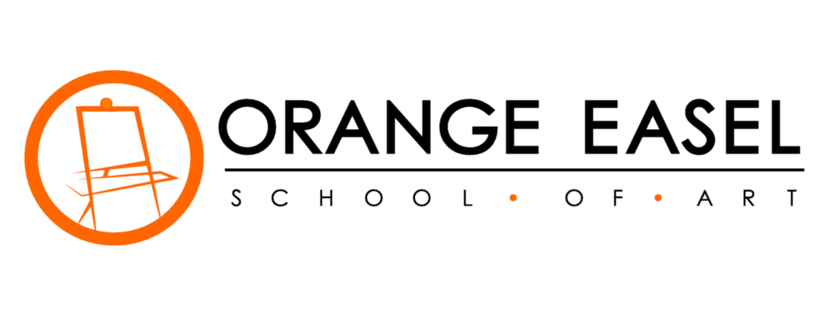 ORANGE EASEL
SCHOOL • OF • ART